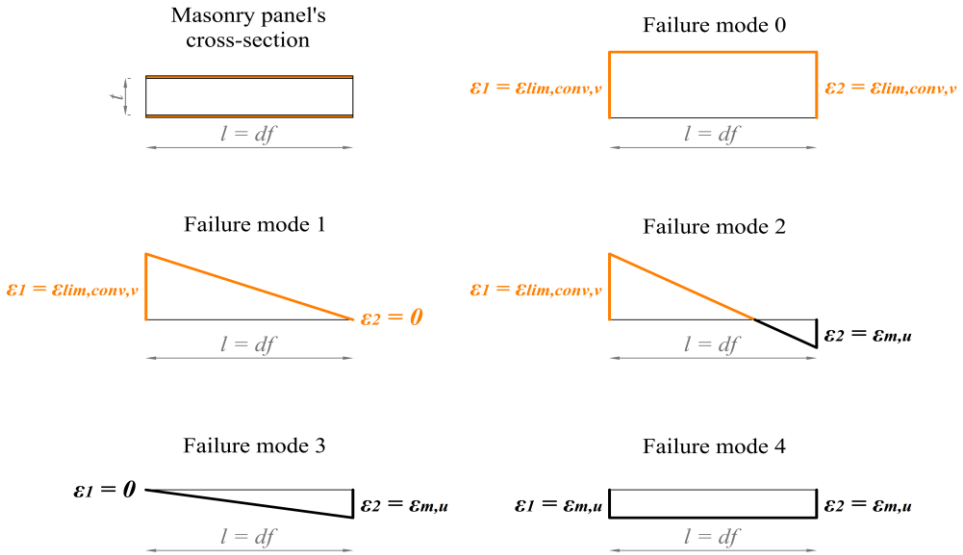 Masonry panel's
cross-section
t
l = df
Failure mode 0
ε1 = εlim,conv,v
ε2 = εlim,conv,v
l = df
Failure mode 1
ε1 = εlim,conv,v
ε2 = 0
l = df
Failure mode 2
ε1 = εlim,conv,v
ε2 = εm,u
l = df
Failure mode 3
ε1 = 0
ε2 = εm,u
l = df
Failure mode 4
ε1 = εm,u
ε2 = εm,u
l = df